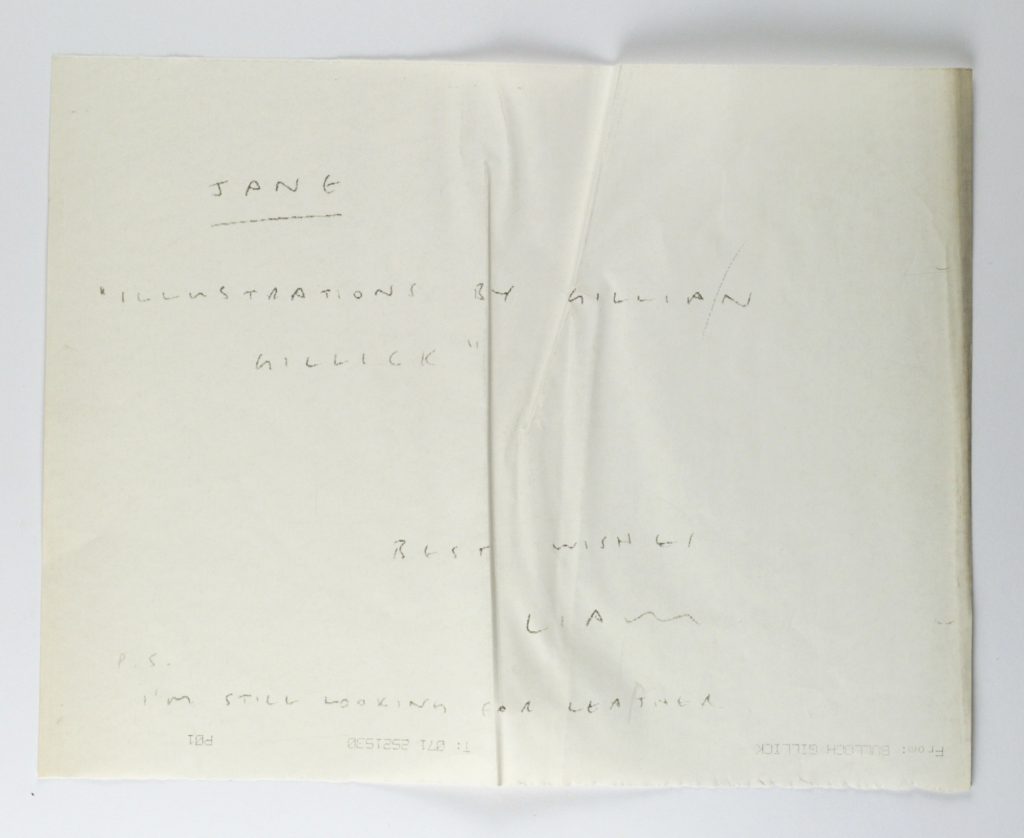 JANE
"ILLUSTRATIONS BY GILLIAN
GILLICK"
BEST WISHES
LIAM
P.S.
I'M STILL LOOKING FOR LEATHER
From: BULLOCH GILLICK T: 071 2521530 P01